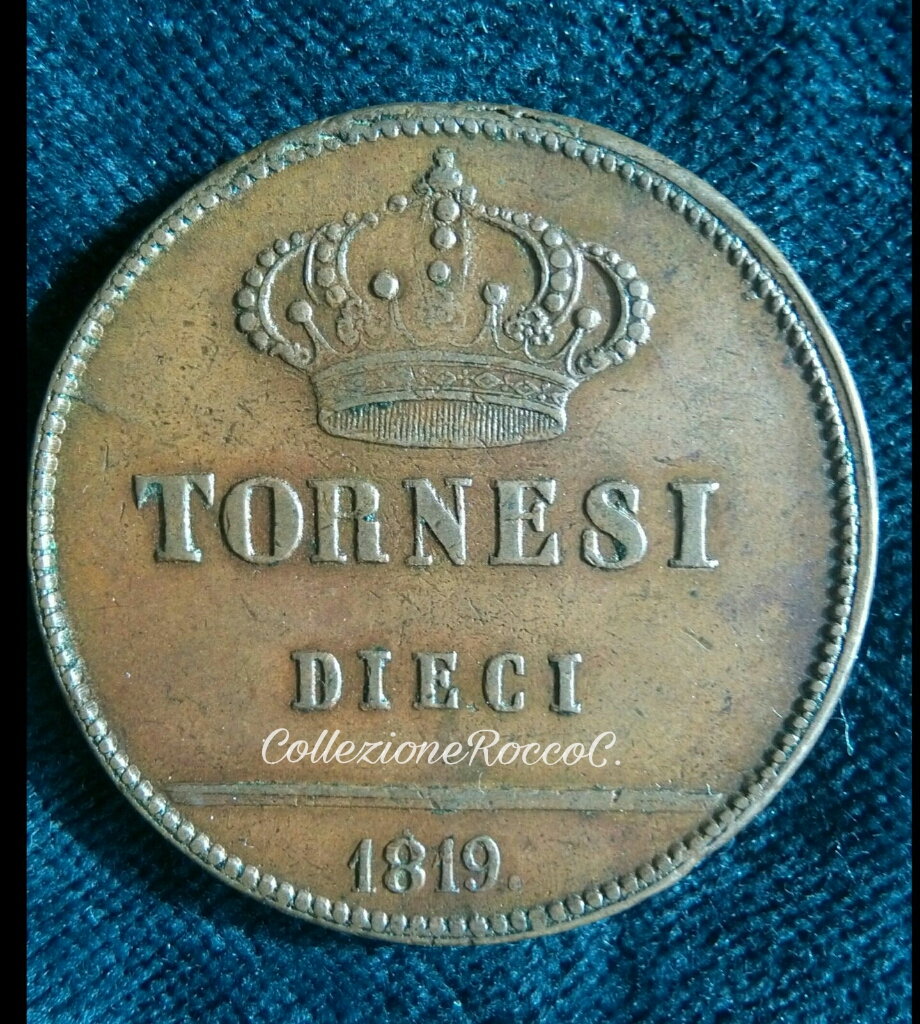 TORNESI
DIECI
CollezioneRoccoC.
1819.